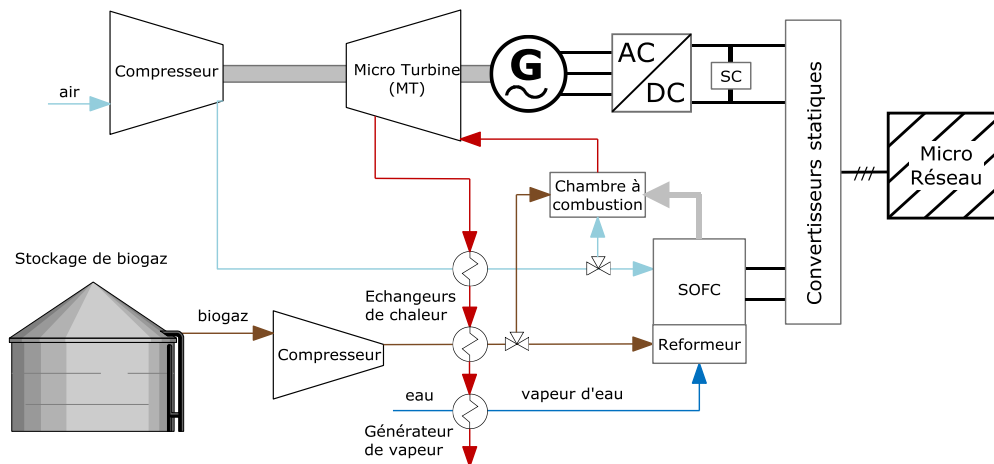 Compresseur
air
Micro Turbine
(MT)
G
AC
DC
SC
Convertisseurs statiques
Micro
Réseau
Chambre à
combustion
Stockage de biogaz
biogaz
Compresseur
Echangeurs
de chaleur
SOFC
Reformeur
eau
vapeur d'eau
Générateur
de vapeur